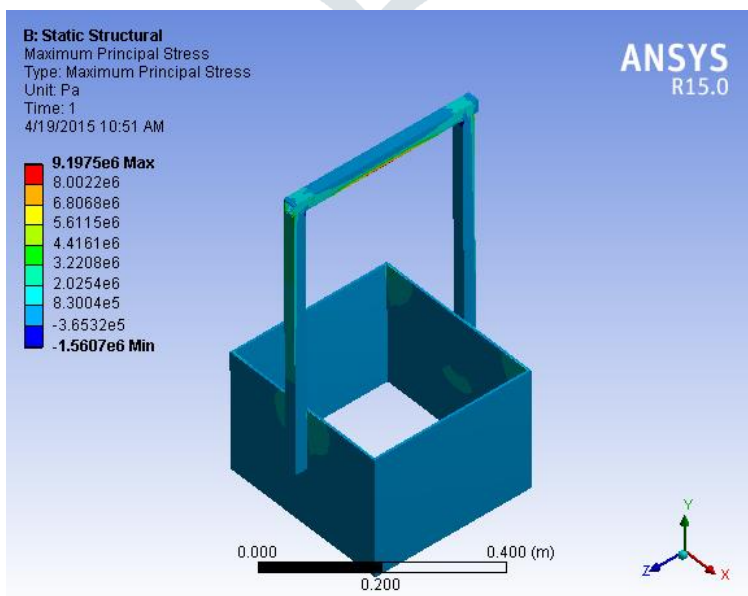 B: Static Structural
Maximum Principal Stress
Type: Maximum Principal Stress
Unit: Pa
Time: 1
4/19/2015 10:51 AM
ANSYS
R15.0
9.1975e6 Max
8.0022e6
6.8068e6
5.6115e6
4.4161e6
3.2208e6
2.0254e6
8.3004e5
-3.6532e5
-1.5607e6 Min
0.000
0.400 (m)
0.200
Y
Z
X